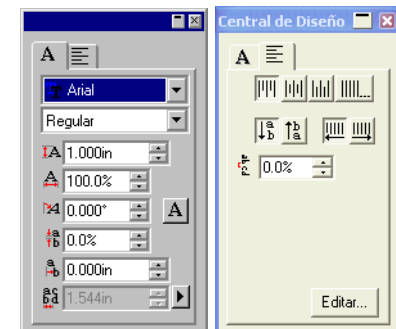 Central de Diseño
A
A
Arial
Regular
A 1.000in
A 100.0%
A 0.000°
A
a b 0.0%
a b 0.000in
a c b d 1.544in
a b
b a
0.0%
Editar...